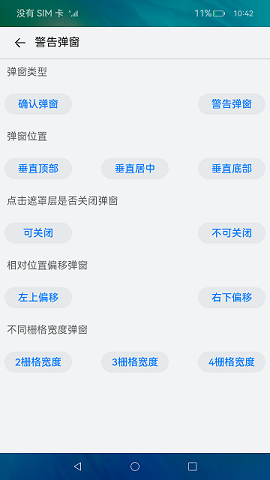 没有 SIM 卡 11% 10:42
警告弹窗
弹窗类型
确认弹窗 警告弹窗
弹窗位置
垂直顶部 垂直居中 垂直底部
点击遮罩层是否关闭弹窗
可关闭 不可关闭
相对位置偏移弹窗
左上偏移 右下偏移
不同栅格宽度弹窗
2栅格宽度 3栅格宽度 4栅格宽度